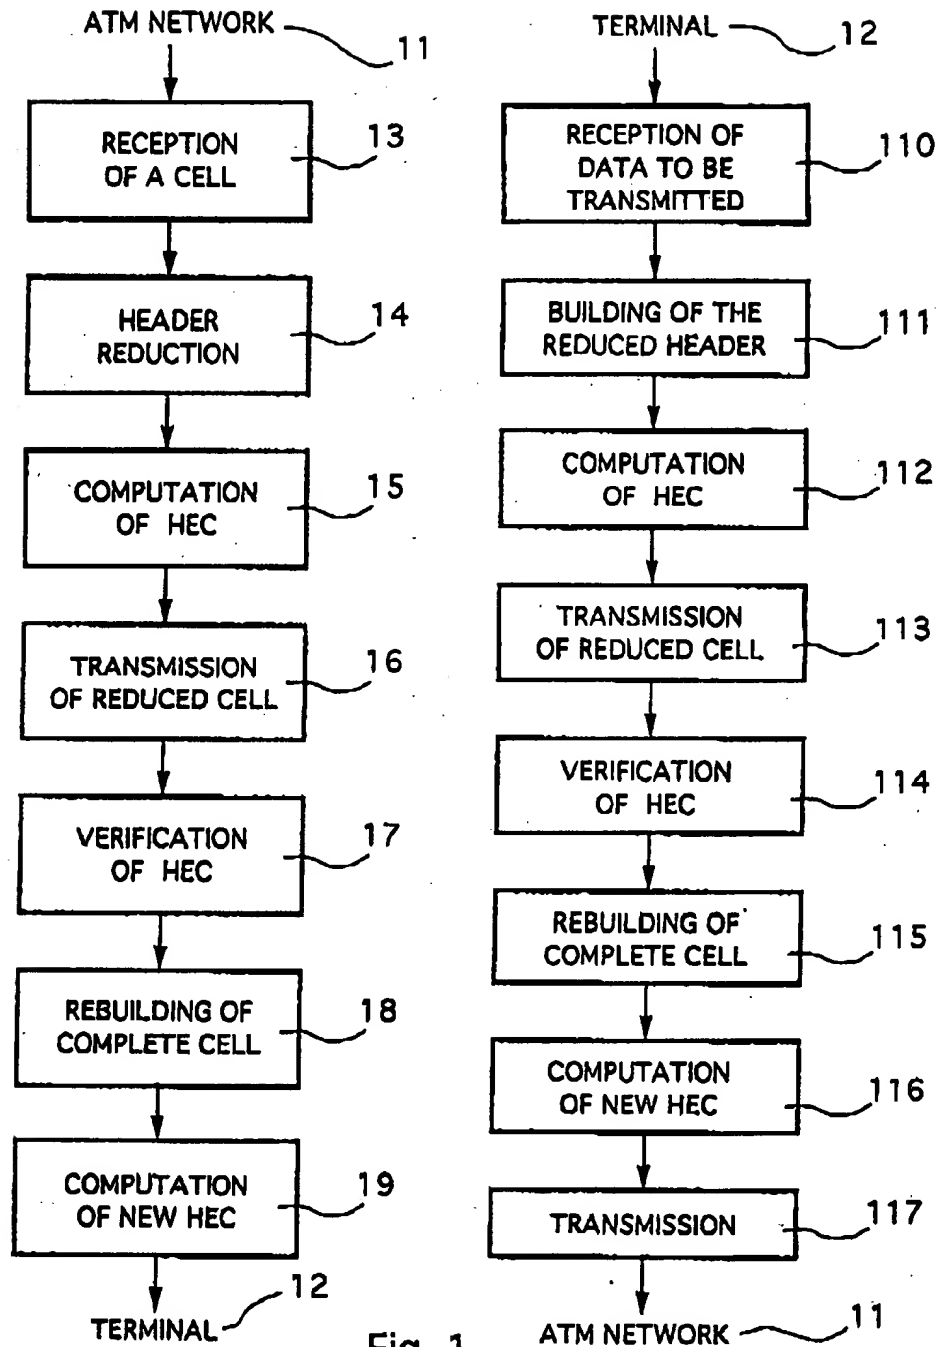 ATM NETWORK
11
RECEPTION
OF A CELL
13
HEADER
REDUCTION
14
COMPUTATION
OF HEC
15
TRANSMISSION
OF REDUCED CELL
16
VERIFICATION
OF HEC
17
REBUILDING OF
COMPLETE CELL
18
COMPUTATION
OF NEW HEC
19
TERMINAL
12
TERMINAL
12
RECEPTION OF
DATA TO BE
TRANSMITTED
110
BUILDING OF THE
REDUCED HEADER
111
COMPUTATION
OF HEC
112
TRANSMISSION
OF REDUCED CELL
113
VERIFICATION
OF HEC
114
REBUILDING OF
COMPLETE CELL
115
COMPUTATION
OF NEW HEC
116
TRANSMISSION
117
ATM NETWORK
11
Fig. 1